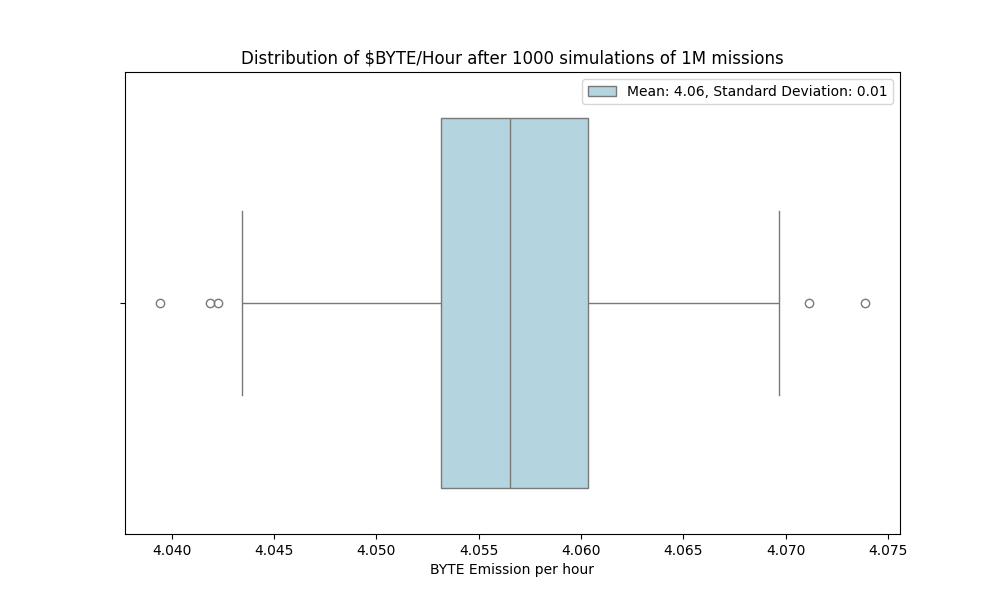 Distribution of $BYTE/Hour after 1000 simulations of 1M missions
Mean: 4.06, Standard Deviation: 0.01
4.040 4.045 4.050 4.055 4.060 4.065 4.070 4.075
BYTE Emission per hour